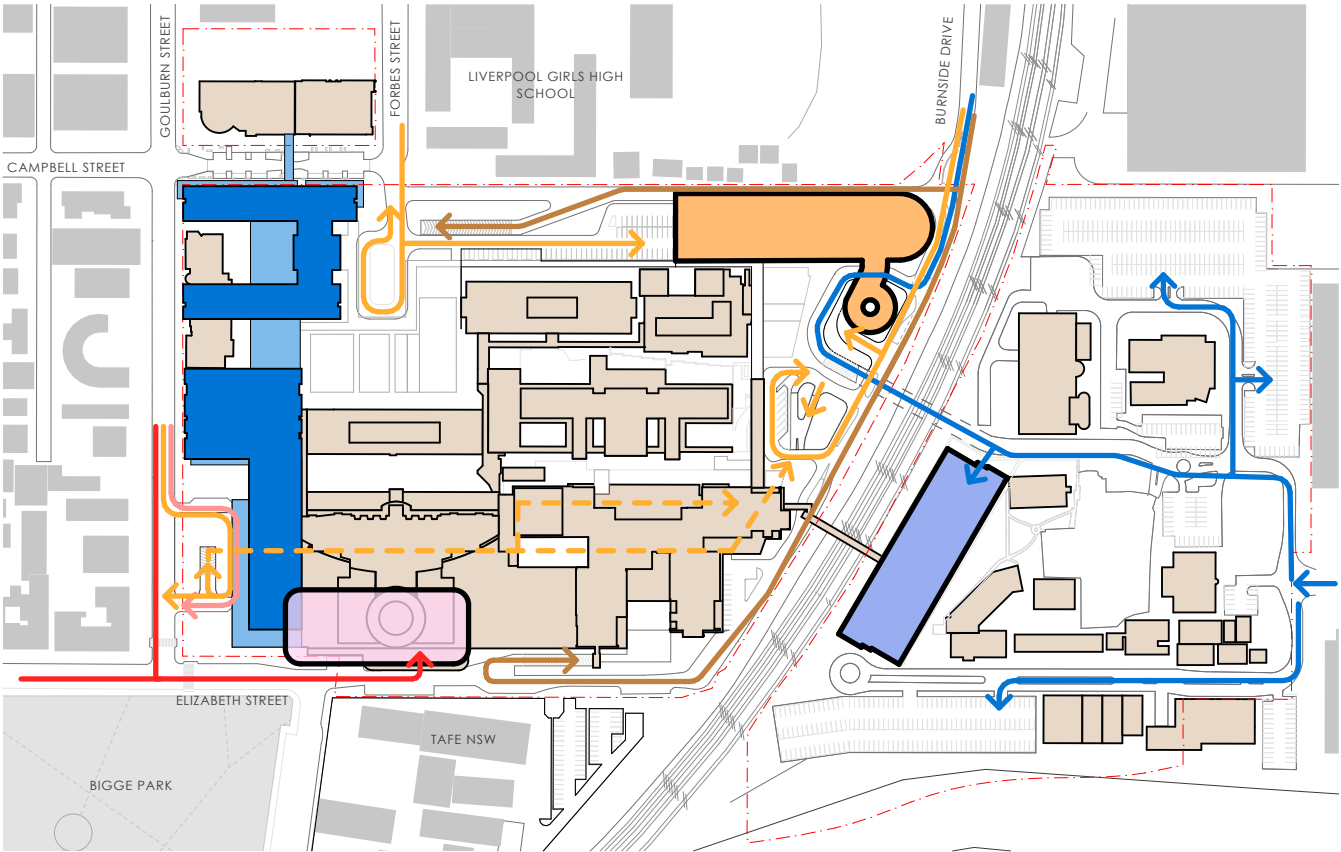 GOULBURN STREET
FORBES STREET
LIVERPOOL GIRLS HIGH
SCHOOL
BURNSIDE DRIVE
CAMPBELL STREET
ELIZABETH STREET
TAFE NSW
BIGGE PARK